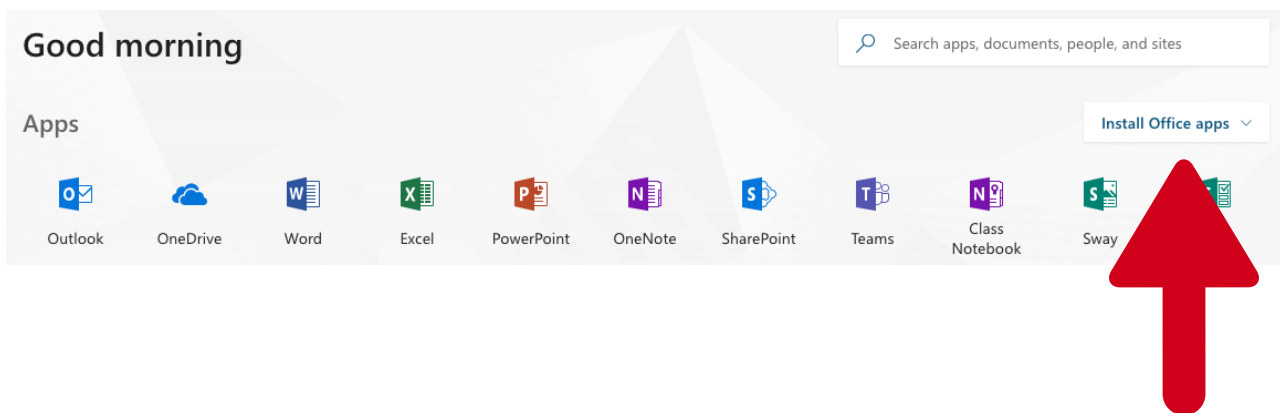 Good morning
Search apps, documents, people, and sites
Apps
Install Office apps
Outlook
OneDrive
Word
Excel
PowerPoint
OneNote
SharePoint
Teams
Class
Notebook
Sway